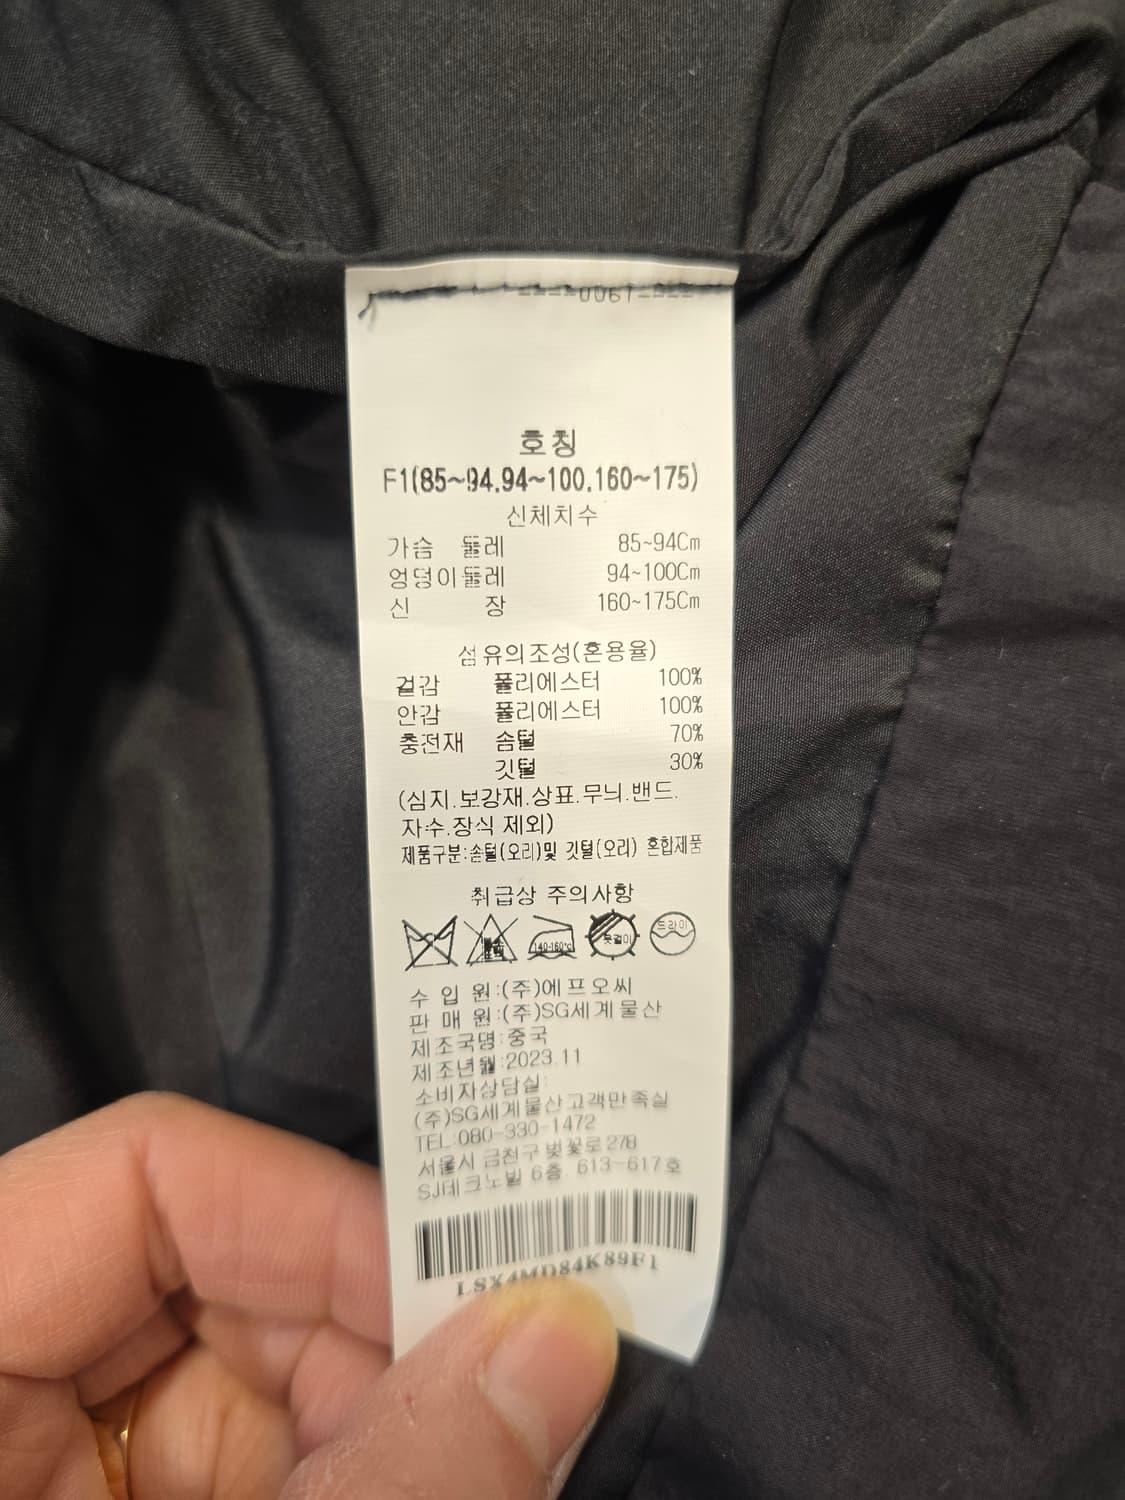 호칭
F1(85~94.94~100.160~175)
신체치수
가슴 둘레 85~94Cm
엉덩이둘레 94~100Cm
신 장 160~175Cm
섬유의조성(혼용율)
겉감 폴리에스터 100%
안감 폴리에스터 100%
충전재 솜털 70%
깃털 30%
(심지.보강재.상표.무늬.밴드.
자수.장식 제외)
제품구분:솜털(오리)및 깃털(오리) 혼합제품
취급상 주의사항
140-160℃ 옷걸이 드라이
수 입 원:(주)에프오씨
판 매 원:(주)SG세계물산
제조국명:중국
제조년월:2023.11
소비자상담실:
(주)SG세계물산고객만족실
TEL:080-330-1472
서울시 금천구 벚꽃로 278
SJ테크노빌 6층. 613-617호
LSX4MD84K89F1